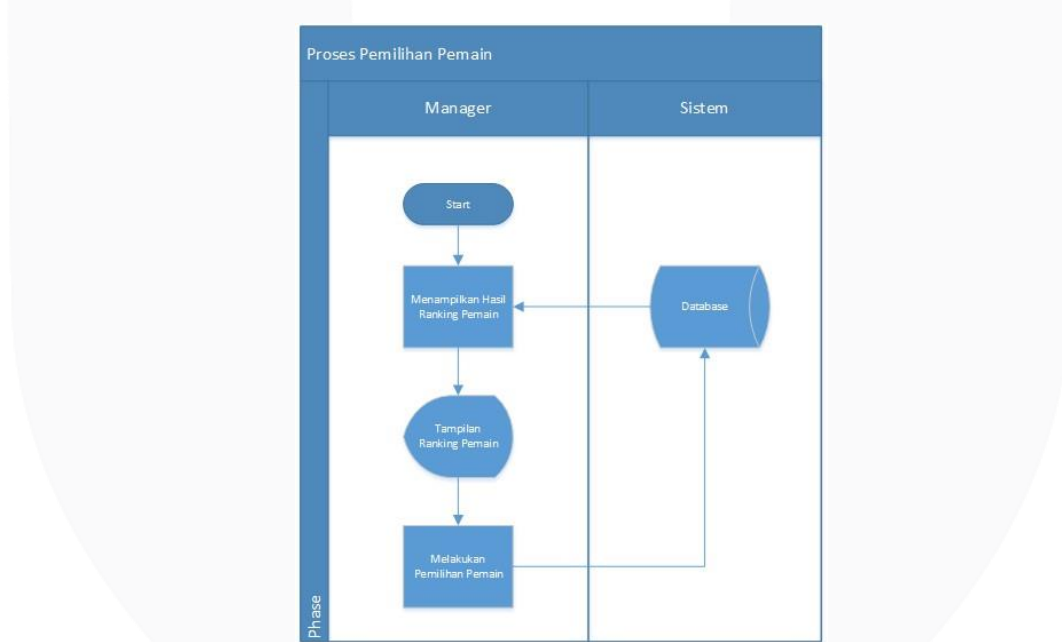 Proses Pemilihan Pemain
Manager
Sistem
Start
Menampilkan Hasil
Ranking Pemain
Database
Tampilan
Ranking Pemain
Melakukan
Pemilihan Pemain
Phase